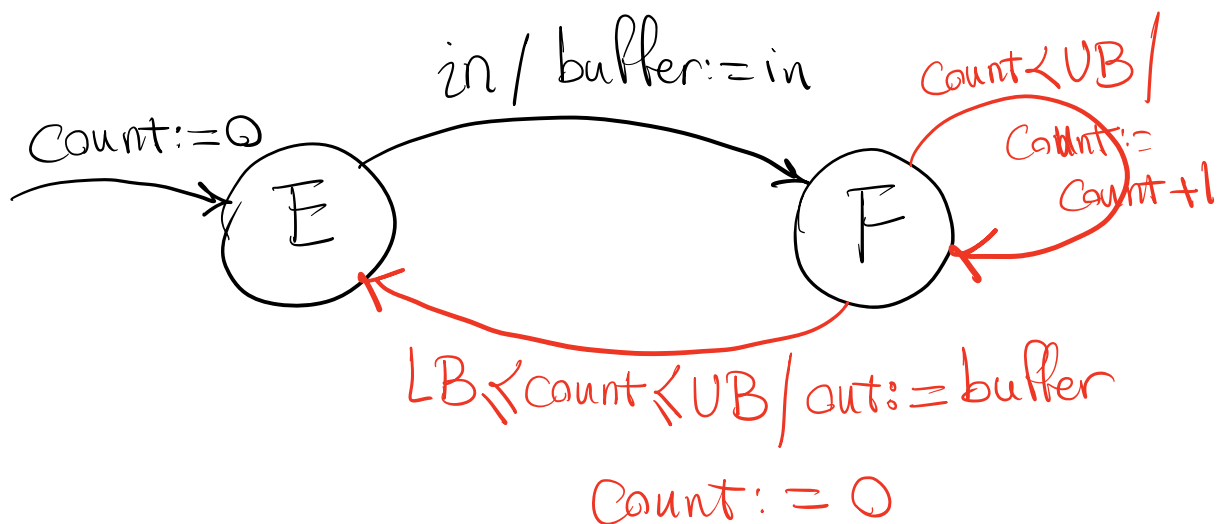 in / buffer:=in
count<UB /
count:=
count+1
count:=0
E
F
LB≤count≤UB / out:=buffer
count:=0